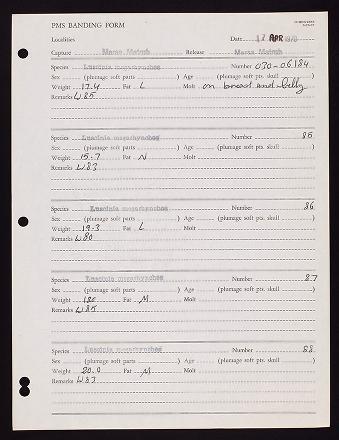 PMS BANDING FORM
Localities Date 17 APR 1970
Capture Mersa Matruh Release Mersa Matruh
Species Luscinia megarhynchos Number 030-06184
Sex (plumage soft parts ) Age (plumage soft pts. skull )
Weight 17.4 Fat L Molt on breast and belly
Remarks W85
Species Luscinia megarhynchos Number 85
Sex (plumage soft parts ) Age (plumage soft pts. skull )
Weight 15.7 Fat N Molt
Remarks W83
Species Luscinia megarhynchos Number 86
Sex (plumage soft parts ) Age (plumage soft pts. skull )
Weight 19.3 Fat L Molt
Remarks W80
Species Luscinia megarhynchos Number 87
Sex (plumage soft parts ) Age (plumage soft pts. skull )
Weight 18.0 Fat M Molt
Remarks W85
Species Luscinia megarhynchos Number 88
Sex (plumage soft parts ) Age (plumage soft pts. skull )
Weight 20.0 Fat M Molt
Remarks W83